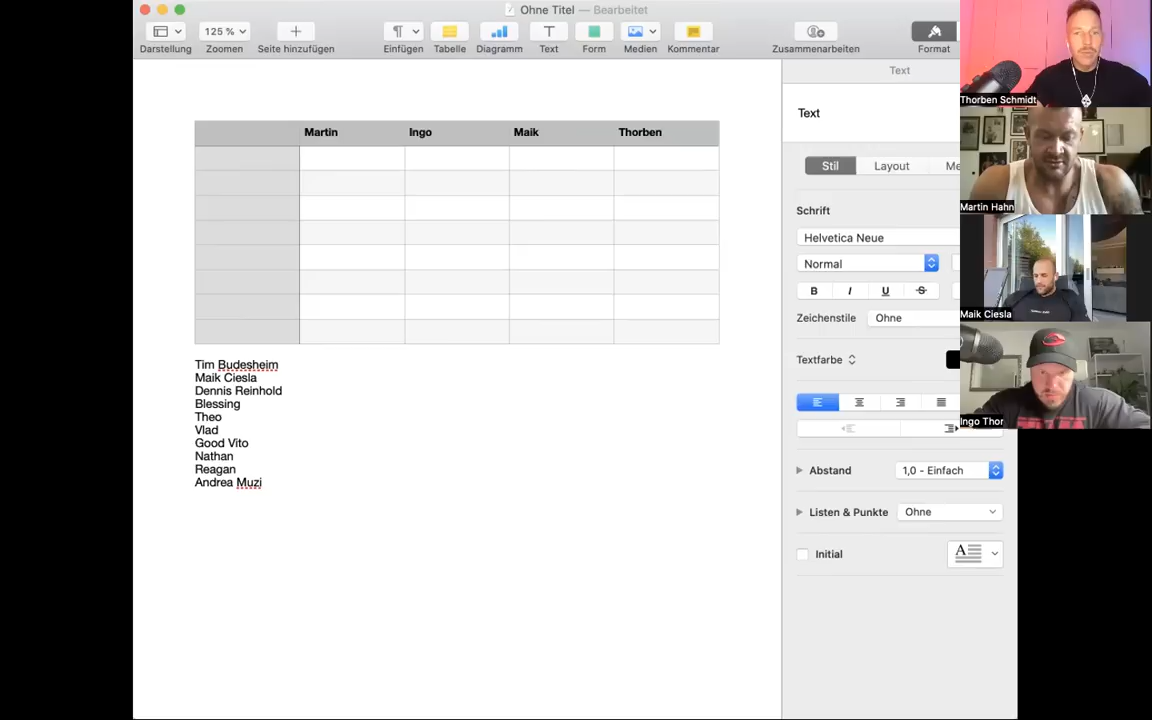 Ohne Titel — Bearbeitet
125 %
Darstellung Zoomen Seite hinzufügen Einfügen Tabelle Diagramm Text Form Medien Kommentar Zusammenarbeiten Format
Text
Text
Stil Layout Me
Schrift
Helvetica Neue
Normal
B I U S
Zeichenstile Ohne
Textfarbe
Abstand 1,0 - Einfach
Listen & Punkte Ohne
Initial A
Martin Ingo Maik Thorben
Tim Budesheim
Maik Ciesla
Dennis Reinhold
Blessing
Theo
Vlad
Good Vito
Nathan
Reagan
Andrea Muzi
Thorben Schmidt
Martin Hahn
Maik Ciesla
Ingo Thor